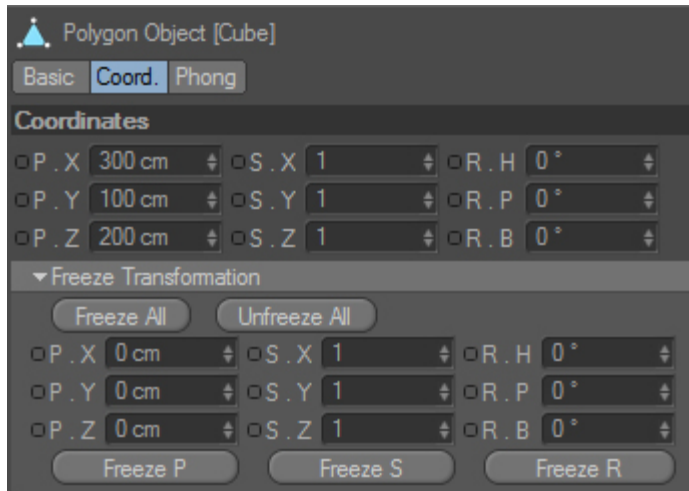 Polygon Object [Cube]
Basic Coord. Phong
Coordinates
P . X 300 cm S . X 1 R . H 0 °
P . Y 100 cm S . Y 1 R . P 0 °
P . Z 200 cm S . Z 1 R . B 0 °
Freeze Transformation
Freeze All Unfreeze All
P . X 0 cm S . X 1 R . H 0 °
P . Y 0 cm S . Y 1 R . P 0 °
P . Z 0 cm S . Z 1 R . B 0 °
Freeze P Freeze S Freeze R